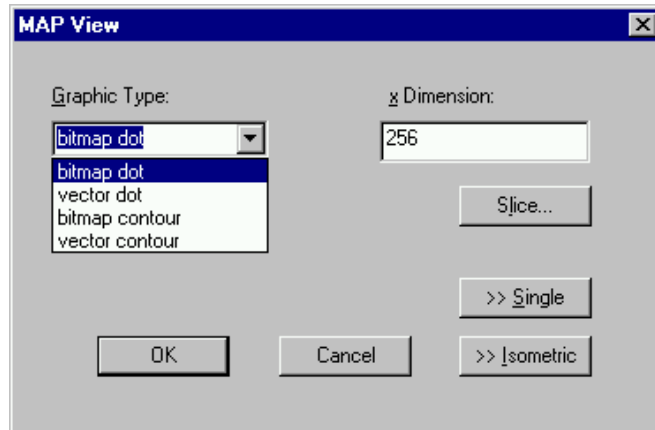 MAP View
Graphic Type:
x Dimension:
bitmap dot
256
bitmap dot
vector dot
bitmap contour
vector contour
Slice...
>> Single
OK
Cancel
>> Isometric